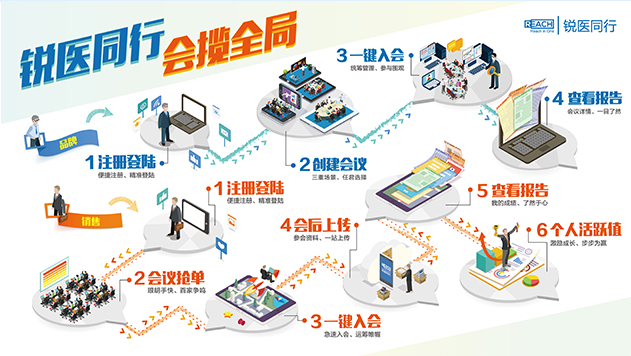 锐医同行 会揽全局
REACH 锐医同行
Reach in Life
品牌
1 注册登陆
便捷注册、精准登陆
2 创建会议
三重场景、任君选择
3 一键入会
统筹管理、参与围观
4 查看报告
会议详情、一目了然
销售
1 注册登陆
便捷注册、精准登陆
2 会议抢单
眼明手快、百家争鸣
3 一键入会
急速入会、运筹帷幄
4 会后上传
参会资料、一站上传
5 查看报告
我的成绩、了然于心
6 个人活跃值
激励成长、步步为赢